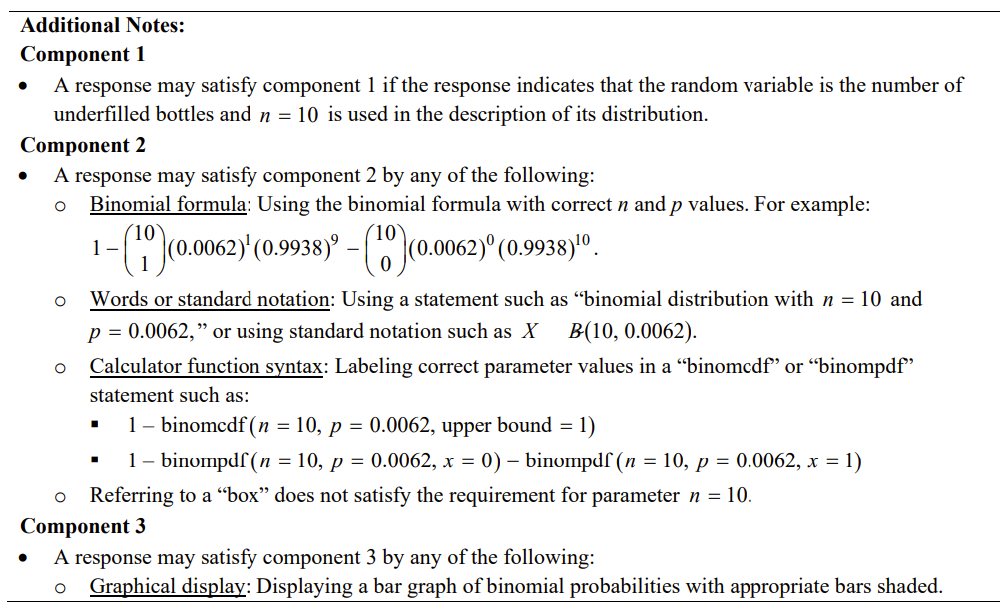 Additional Notes:
Component 1
• A response may satisfy component 1 if the response indicates that the random variable is the number of
underfilled bottles and n = 10 is used in the description of its distribution.
Component 2
• A response may satisfy component 2 by any of the following:
○ Binomial formula: Using the binomial formula with correct n and p values. For example:
1 − (10 1)(0.0062)¹(0.9938)⁹ − (10 0)(0.0062)⁰(0.9938)¹⁰.
○ Words or standard notation: Using a statement such as “binomial distribution with n = 10 and
p = 0.0062,” or using standard notation such as X B(10, 0.0062).
○ Calculator function syntax: Labeling correct parameter values in a “binomcdf” or “binompdf”
statement such as:
▪ 1 – binomcdf (n = 10, p = 0.0062, upper bound = 1)
▪ 1 – binompdf (n = 10, p = 0.0062, x = 0) – binompdf (n = 10, p = 0.0062, x = 1)
○ Referring to a “box” does not satisfy the requirement for parameter n = 10.
Component 3
• A response may satisfy component 3 by any of the following:
○ Graphical display: Displaying a bar graph of binomial probabilities with appropriate bars shaded.